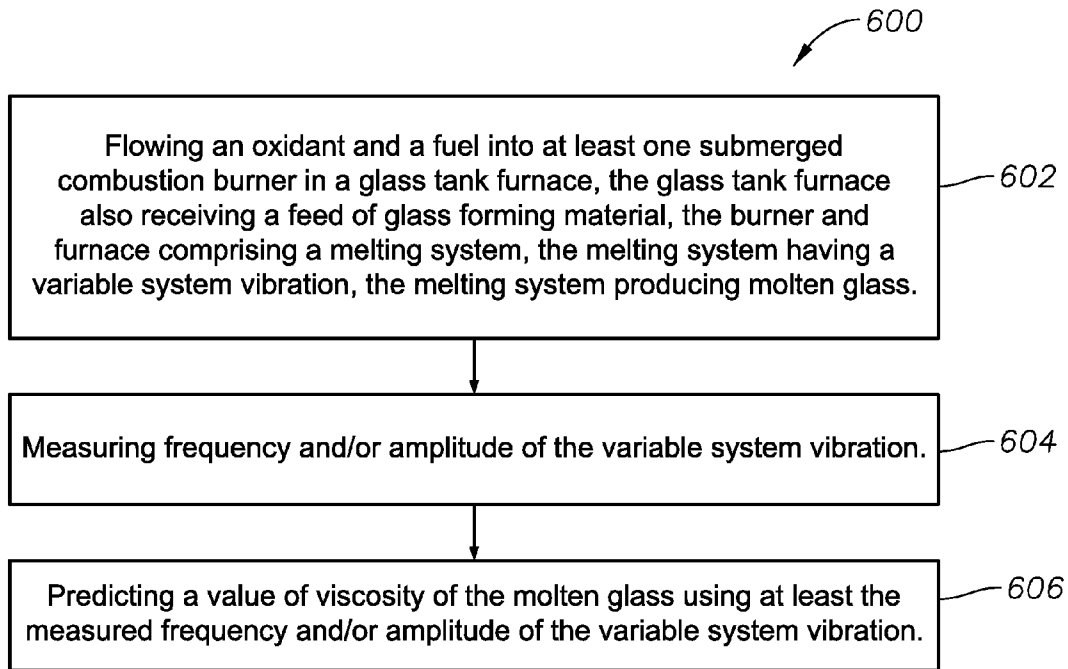 600
Flowing an oxidant and a fuel into at least one submerged
combustion burner in a glass tank furnace, the glass tank furnace
also receiving a feed of glass forming material, the burner and
furnace comprising a melting system, the melting system having a
variable system vibration, the melting system producing molten glass.
602
Measuring frequency and/or amplitude of the variable system vibration.
604
Predicting a value of viscosity of the molten glass using at least the
measured frequency and/or amplitude of the variable system vibration.
606